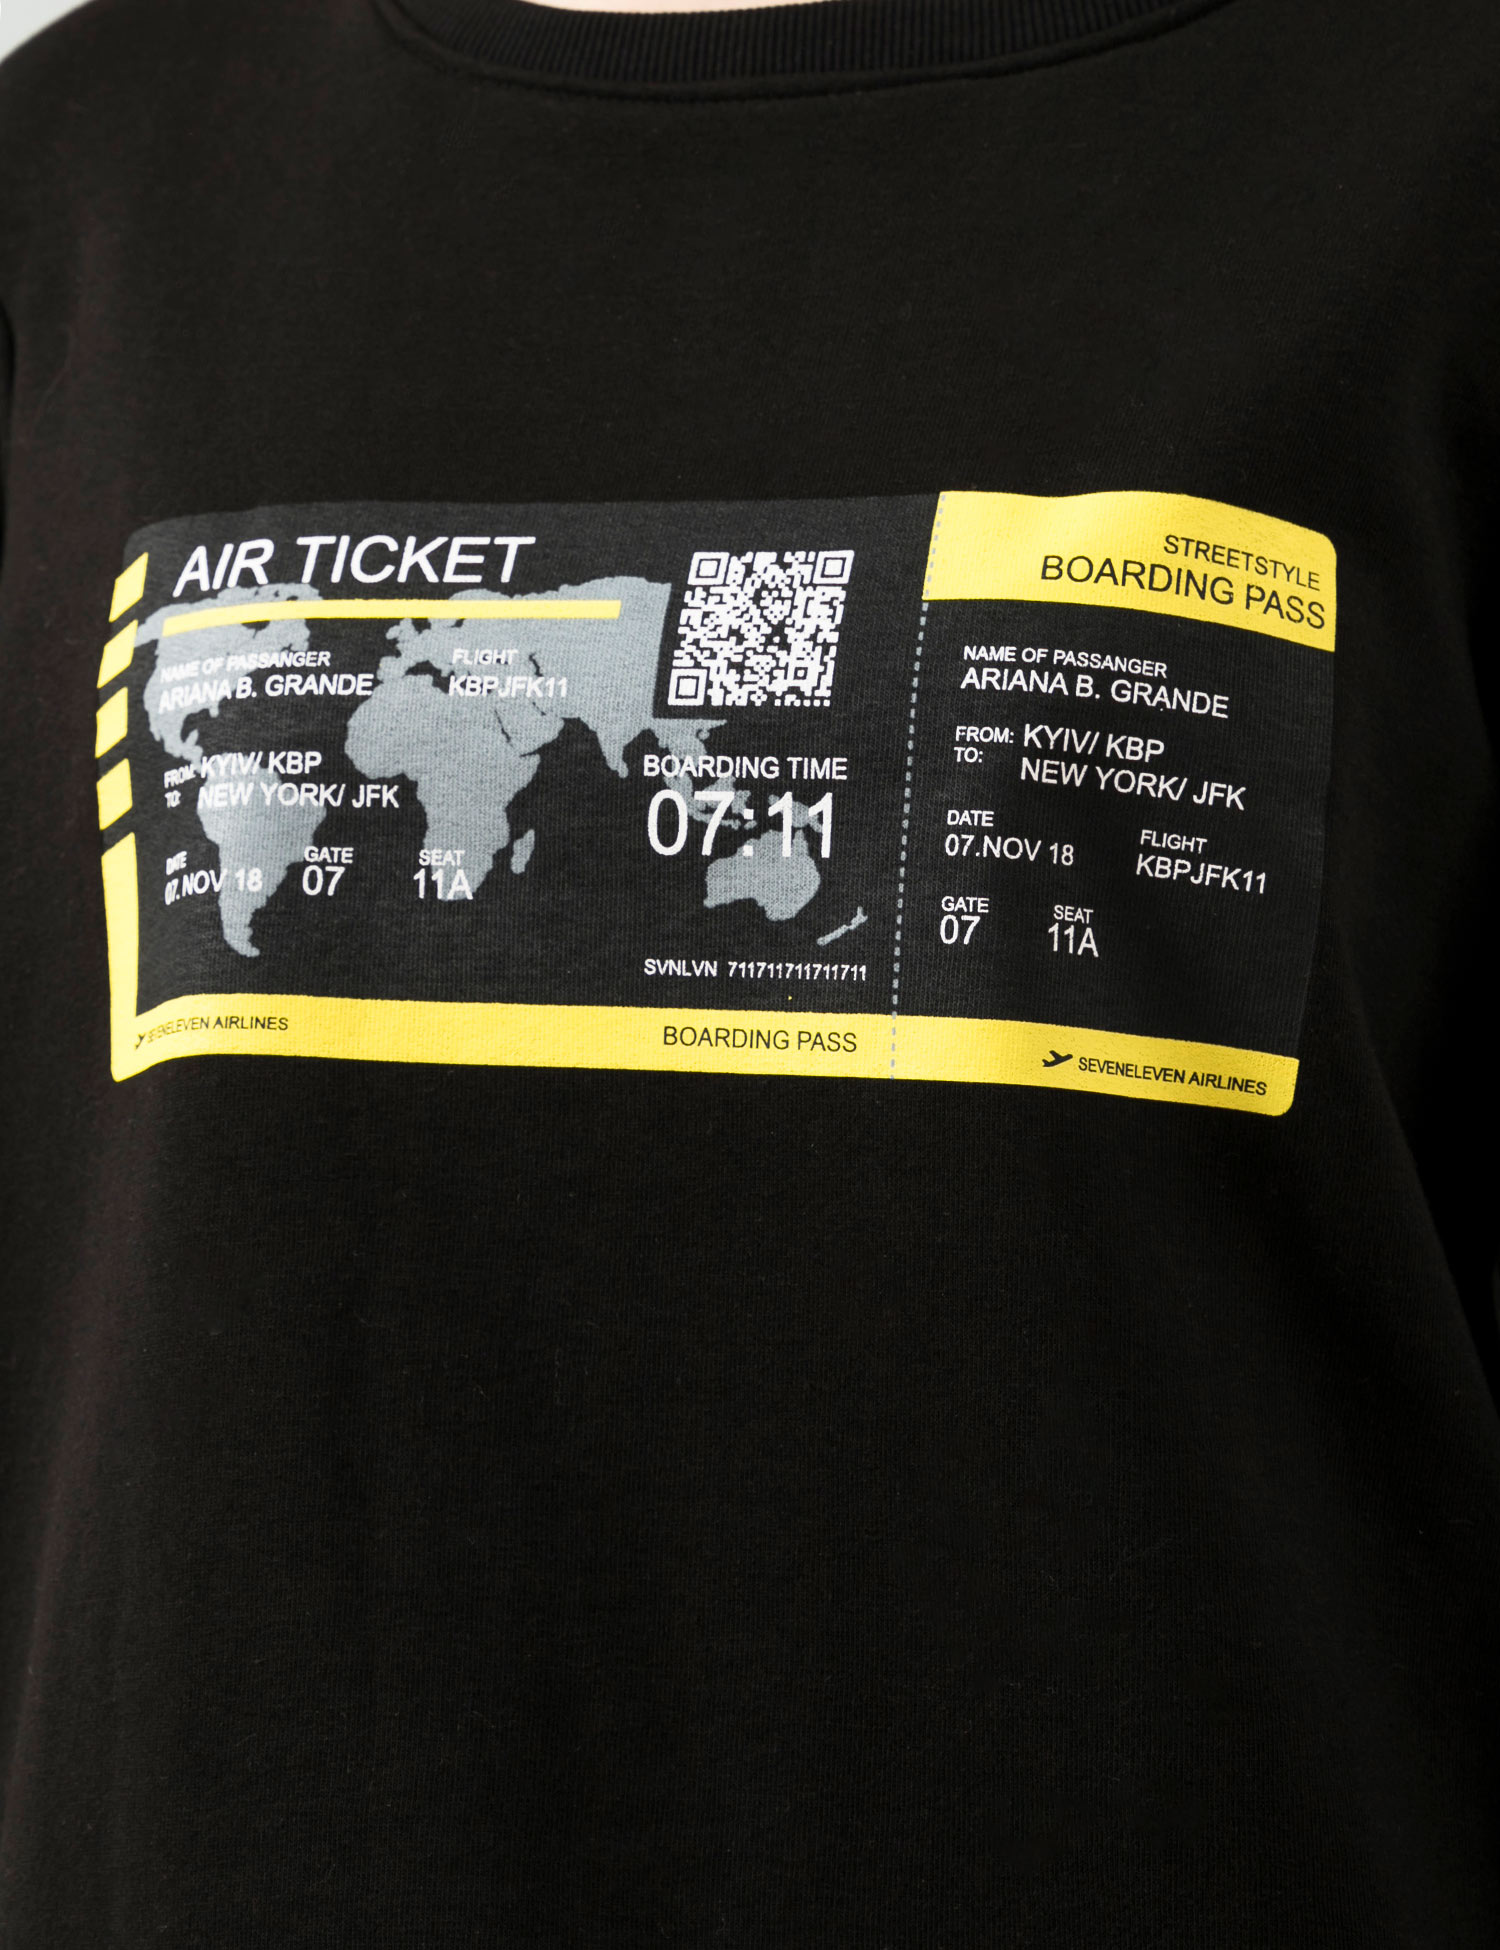 AIR TICKET
NAME OF PASSANGER
ARIANA B. GRANDE
FLIGHT
KBPJFK11
FROM: KYIV/ KBP
TO: NEW YORK/ JFK
DATE
07.NOV 18
GATE
07
SEAT
11A
BOARDING TIME
07:11
SVNLVN 711711711711711
SEVENELEVEN AIRLINES
BOARDING PASS
STREETSTYLE
BOARDING PASS
NAME OF PASSANGER
ARIANA B. GRANDE
FROM: KYIV/ KBP
TO: NEW YORK/ JFK
DATE
07.NOV 18
FLIGHT
KBPJFK11
GATE
07
SEAT
11A
SEVENELEVEN AIRLINES